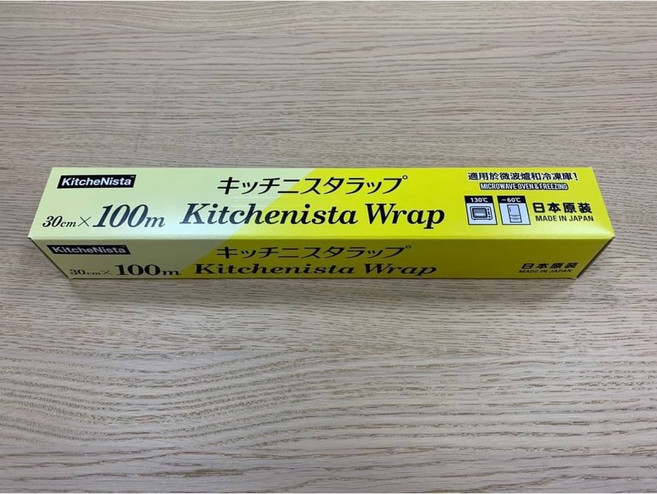 KitcheNista™
キッチニスタラップ
30cm×100m Kitchenista Wrap
適用於微波爐和冷凍庫!
MICROWAVE OVEN & FREEZING
130℃ −60℃
日本原装
MADE IN JAPAN
KitcheNista
キッチニスタラップ®
30cm×100m Kitchenista Wrap
日本原装
MADE IN JAPAN